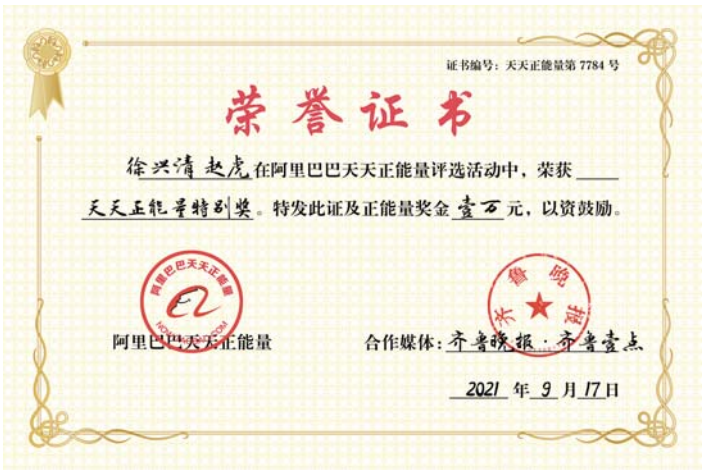 证书编号：天天正能量第 7784 号
荣誉证书
徐兴清 赵虎在阿里巴巴天天正能量评选活动中，荣获
天天正能量特别奖。特发此证及正能量奖金 壹万 元，以资鼓励。
阿里巴巴天天正能量
齐鲁晚报
阿里巴巴天天正能量
合作媒体：齐鲁晚报·齐鲁壹点
2021 年 9 月 17 日